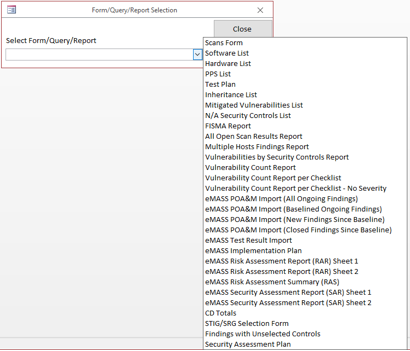 Form/Query/Report Selection
Close
Select Form/Query/Report
Scans Form
Software List
Hardware List
PPS List
Test Plan
Inheritance List
Mitigated Vulnerabilities List
N/A Security Controls List
FISMA Report
All Open Scan Results Report
Multiple Hosts Findings Report
Vulnerabilities by Security Controls Report
Vulnerability Count Report
Vulnerability Count Report per Checklist
Vulnerability Count Report per Checklist - No Severity
eMASS POA&M Import (All Ongoing Findings)
eMASS POA&M Import (Baselined Ongoing Findings)
eMASS POA&M Import (New Findings Since Baseline)
eMASS POA&M Import (Closed Findings Since Baseline)
eMASS Test Result Import
eMASS Implementation Plan
eMASS Risk Assessment Report (RAR) Sheet 1
eMASS Risk Assessment Report (RAR) Sheet 2
eMASS Risk Assessment Summary (RAS)
eMASS Security Assessment Report (SAR) Sheet 1
eMASS Security Assessment Report (SAR) Sheet 2
CD Totals
STIG/SRG Selection Form
Findings with Unselected Controls
Security Assessment Plan